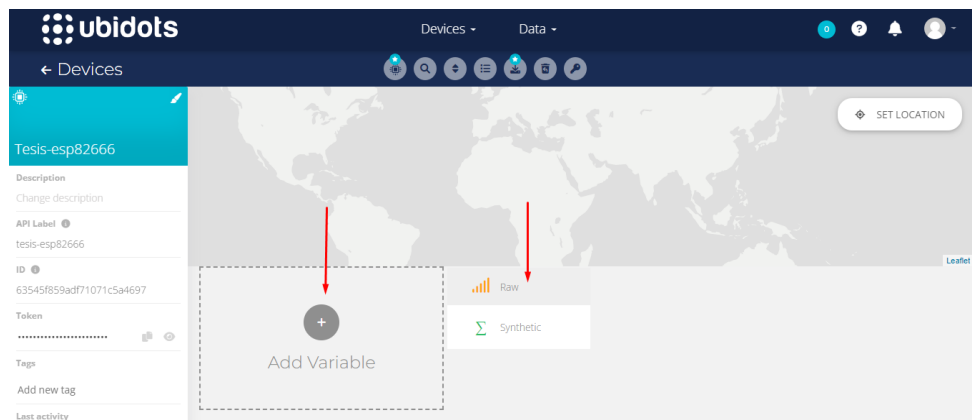 ubidots
Devices
Data
0
?
← Devices
SET LOCATION
Tesis-esp82666
Description
Change description
API Label
tesis-esp82666
ID
63545f859adf71071c5a4697
Token
Tags
Add new tag
Last activity
Leaflet
Raw
Σ Synthetic
+
Add Variable